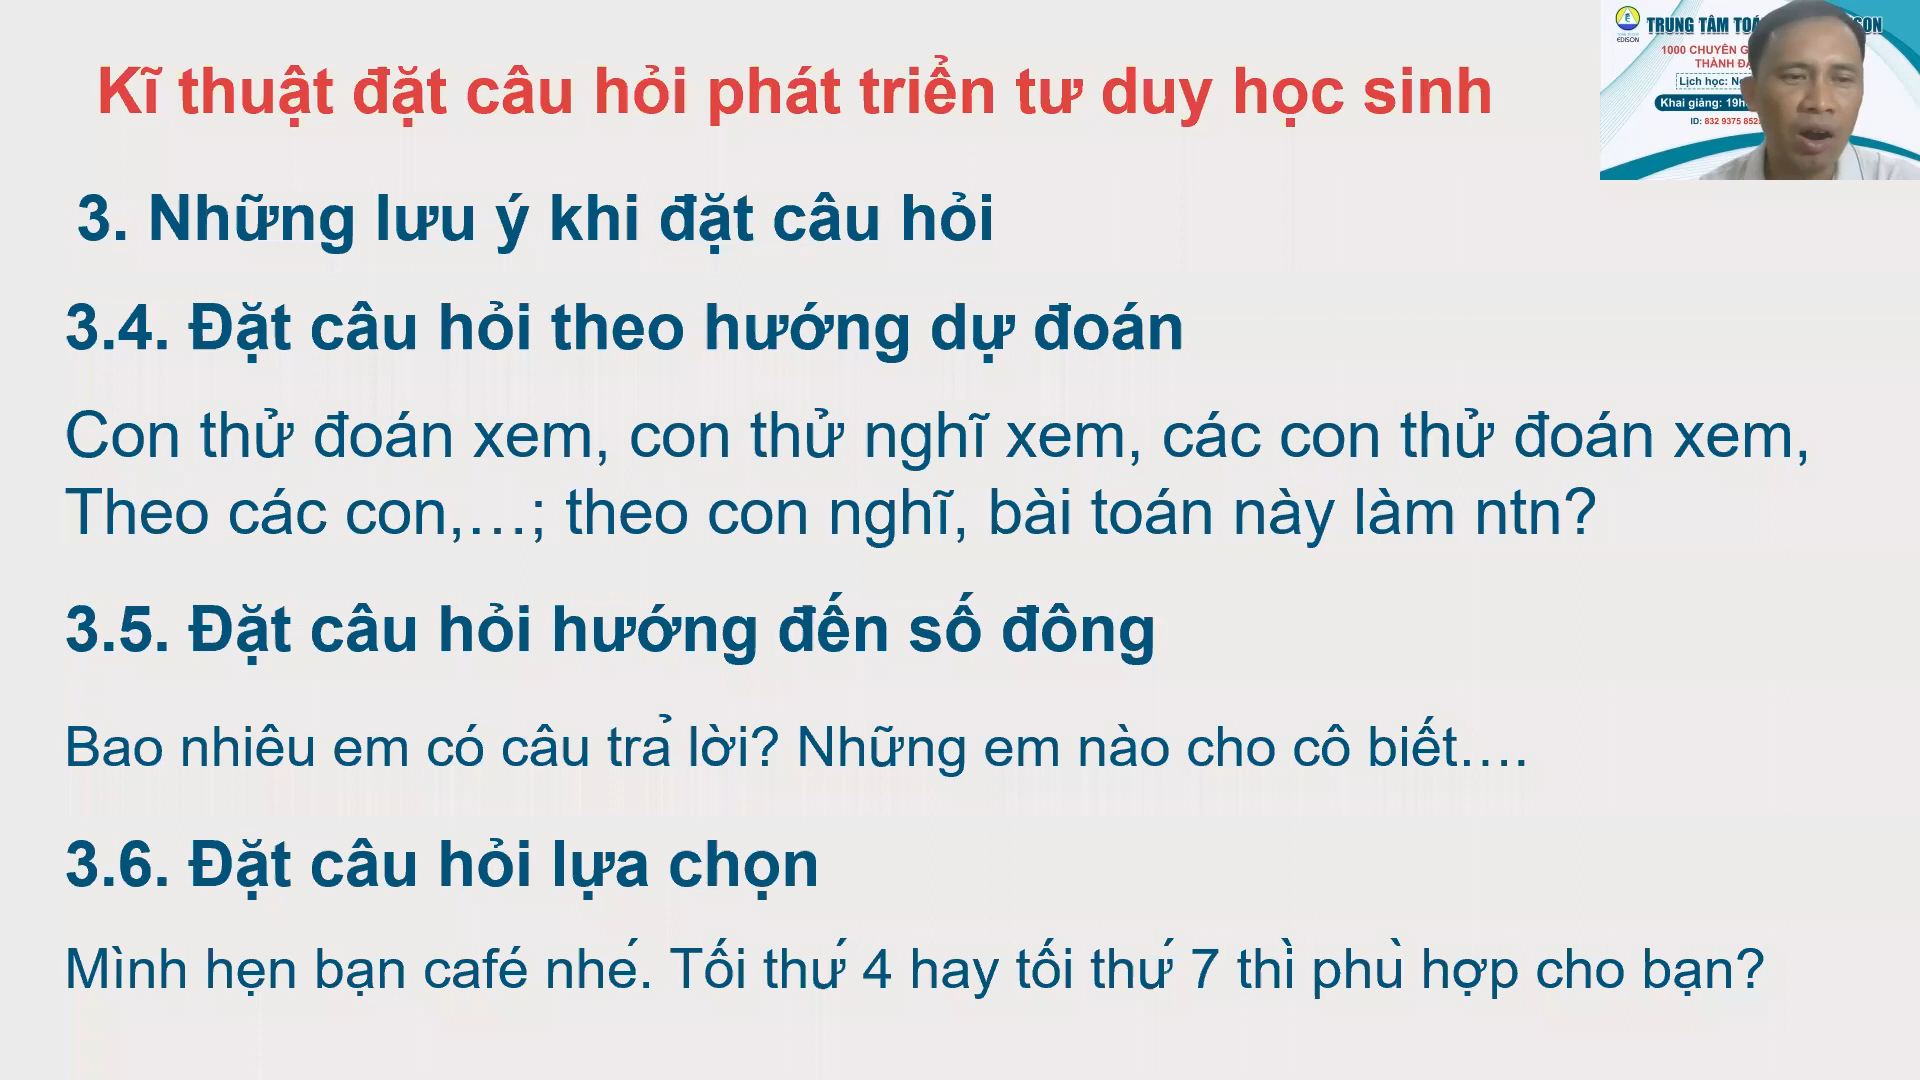 Kĩ thuật đặt câu hỏi phát triển tư duy học sinh
3. Những lưu ý khi đặt câu hỏi
3.4. Đặt câu hỏi theo hướng dự đoán
Con thử đoán xem, con thử nghĩ xem, các con thử đoán xem,
Theo các con,…; theo con nghĩ, bài toán này làm ntn?
3.5. Đặt câu hỏi hướng đến số đông
Bao nhiêu em có câu trả lời? Những em nào cho cô biết….
3.6. Đặt câu hỏi lựa chọn
Mình hẹn bạn café nhé. Tối thứ 4 hay tối thứ 7 thì phù hợp cho bạn?
EDISON
TRUNG TÂM
1000 CHUYÊN
THÀNH
Lịch học:
Khai giảng:
ID: 832 9375